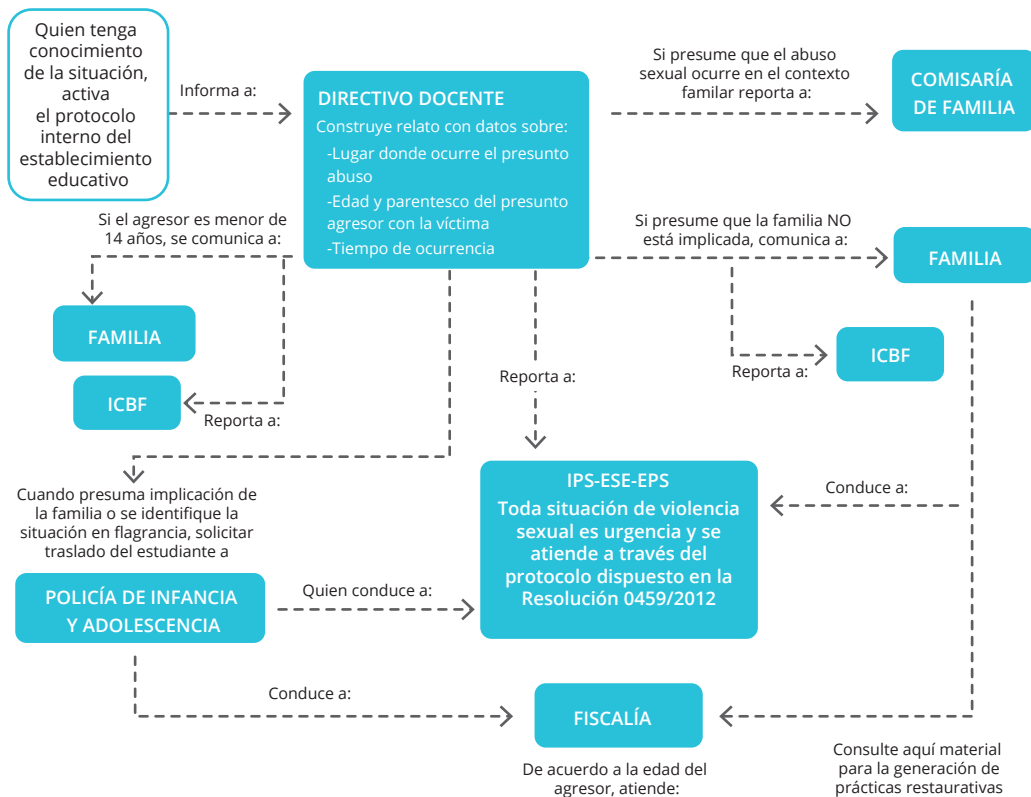 Quien tenga
conocimiento
de la situación,
activa
el protocolo
interno del
establecimiento
educativo
Informa a:
DIRECTIVO DOCENTE
Construye relato con datos sobre:
-Lugar donde ocurre el presunto
abuso
-Edad y parentesco del presunto
agresor con la víctima
-Tiempo de ocurrencia
Si presume que el abuso
sexual ocurre en el contexto
familar reporta a:
COMISARÍA
DE FAMILIA
Si el agresor es menor de
14 años, se comunica a:
FAMILIA
ICBF
Reporta a:
Si presume que la familia NO
está implicada, comunica a:
FAMILIA
ICBF
Reporta a:
Reporta a:
Cuando presuma implicación de
la familia o se identifique la
situación en flagrancia, solicitar
traslado del estudiante a
POLICÍA DE INFANCIA
Y ADOLESCENCIA
Quien conduce a:
IPS-ESE-EPS
Toda situación de violencia
sexual es urgencia y se
atiende a través del
protocolo dispuesto en la
Resolución 0459/2012
Conduce a:
Conduce a:
FISCALÍA
De acuerdo a la edad del
agresor, atiende:
Consulte aquí material
para la generación de
prácticas restaurativas